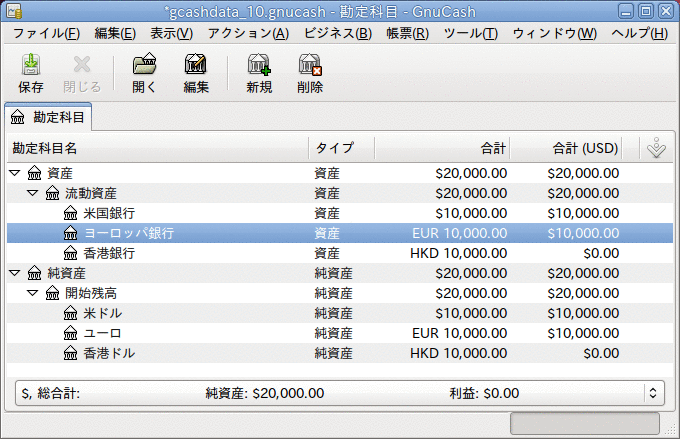 *gcashdata_10.gnucash - 勘定科目 - GnuCash
ファイル(F) 編集(E) 表示(V) アクション(A) ビジネス(B) 帳票(R) ツール(T) ウィンドウ(W) ヘルプ(H)
保存 閉じる 開く 編集 新規 削除
勘定科目
勘定科目名 タイプ 合計 合計 (USD)
資産 資産 $20,000.00 $20,000.00
流動資産 資産 $20,000.00 $20,000.00
米国銀行 資産 $10,000.00 $10,000.00
ヨーロッパ銀行 資産 EUR 10,000.00 $10,000.00
香港銀行 資産 HKD 10,000.00 $0.00
純資産 純資産 $20,000.00 $20,000.00
開始残高 純資産 $20,000.00 $20,000.00
米ドル 純資産 $10,000.00 $10,000.00
ユーロ 純資産 EUR 10,000.00 $10,000.00
香港ドル 純資産 HKD 10,000.00 $0.00
$, 総合計: 純資産: $20,000.00 利益: $0.00